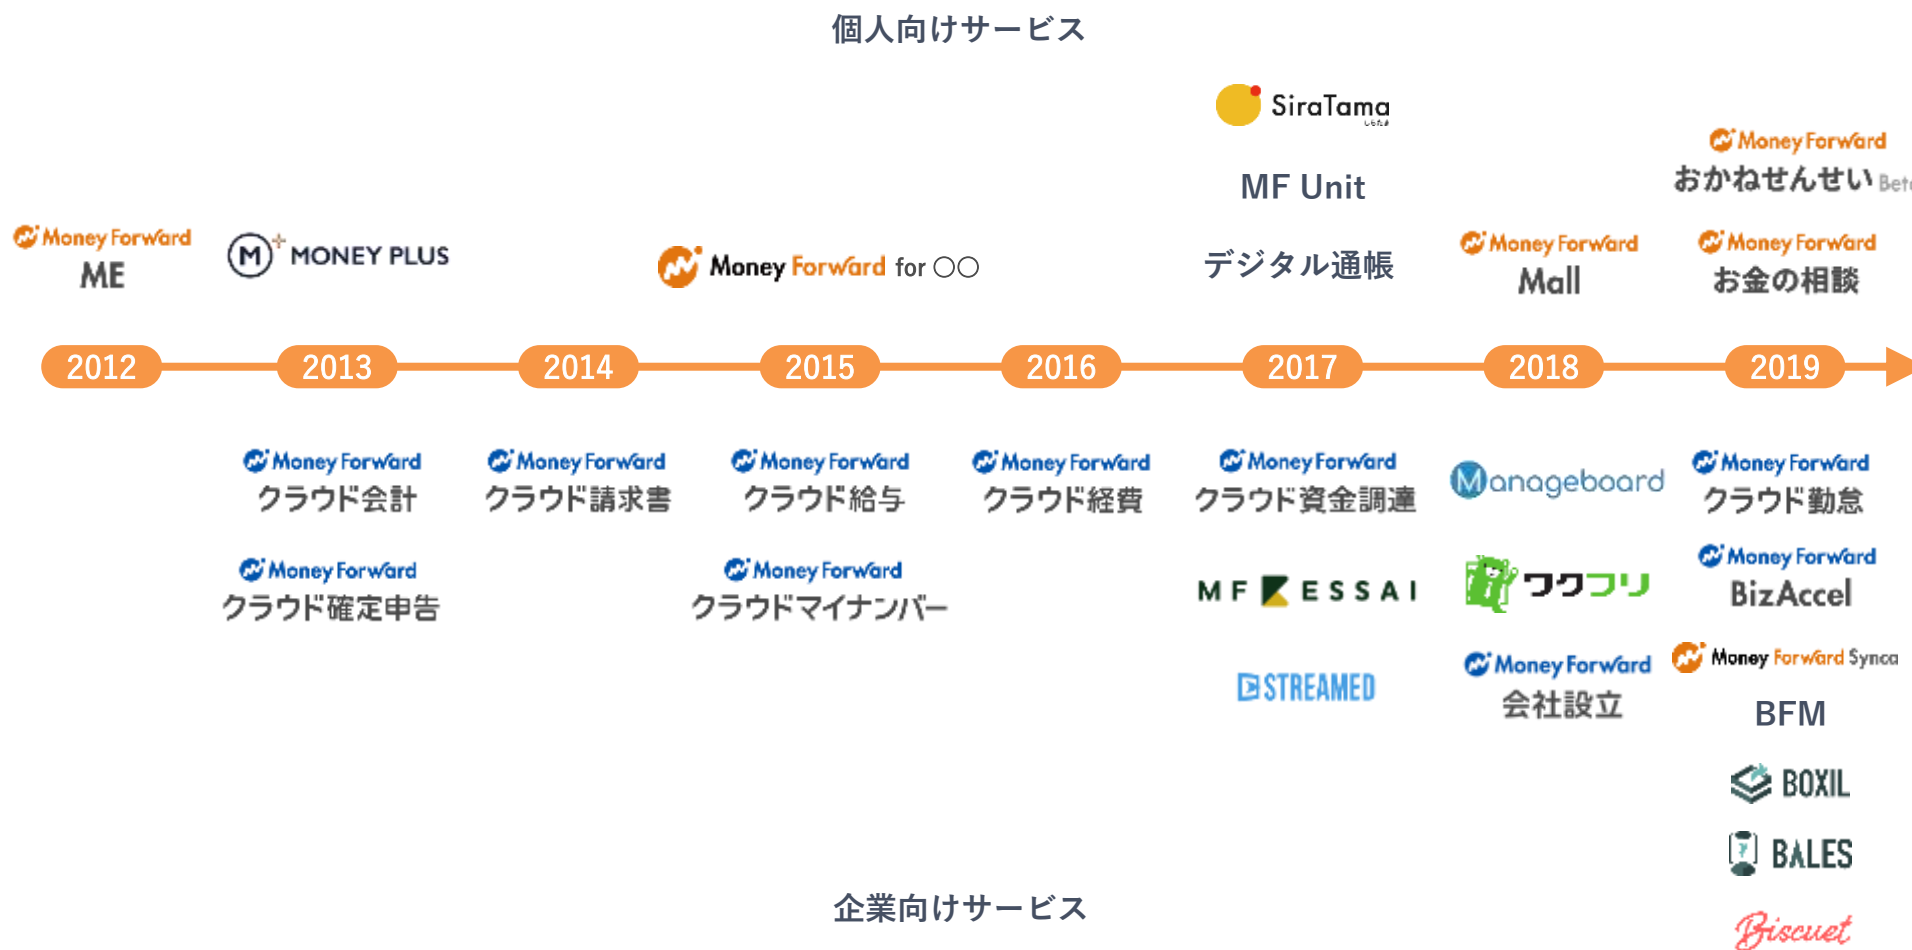 個人向けサービス
SiraTama
しらたま
MF Unit
デジタル通帳
Money Forward
おかねせんせい Beta
Money Forward
ME
M+ MONEY PLUS
Money Forward for 〇〇
Money Forward
Mall
Money Forward
お金の相談
2012 2013 2014 2015 2016 2017 2018 2019
Money Forward
クラウド会計
Money Forward
クラウド確定申告
Money Forward
クラウド請求書
Money Forward
クラウド給与
Money Forward
クラウドマイナンバー
Money Forward
クラウド経費
Money Forward
クラウド資金調達
MF KESSAI
STREAMED
Manageboard
ワクフリ
Money Forward
会社設立
Money Forward
クラウド勤怠
Money Forward
BizAccel
Money Forward Synca
BFM
BOXIL
BALES
Biscuet
企業向けサービス